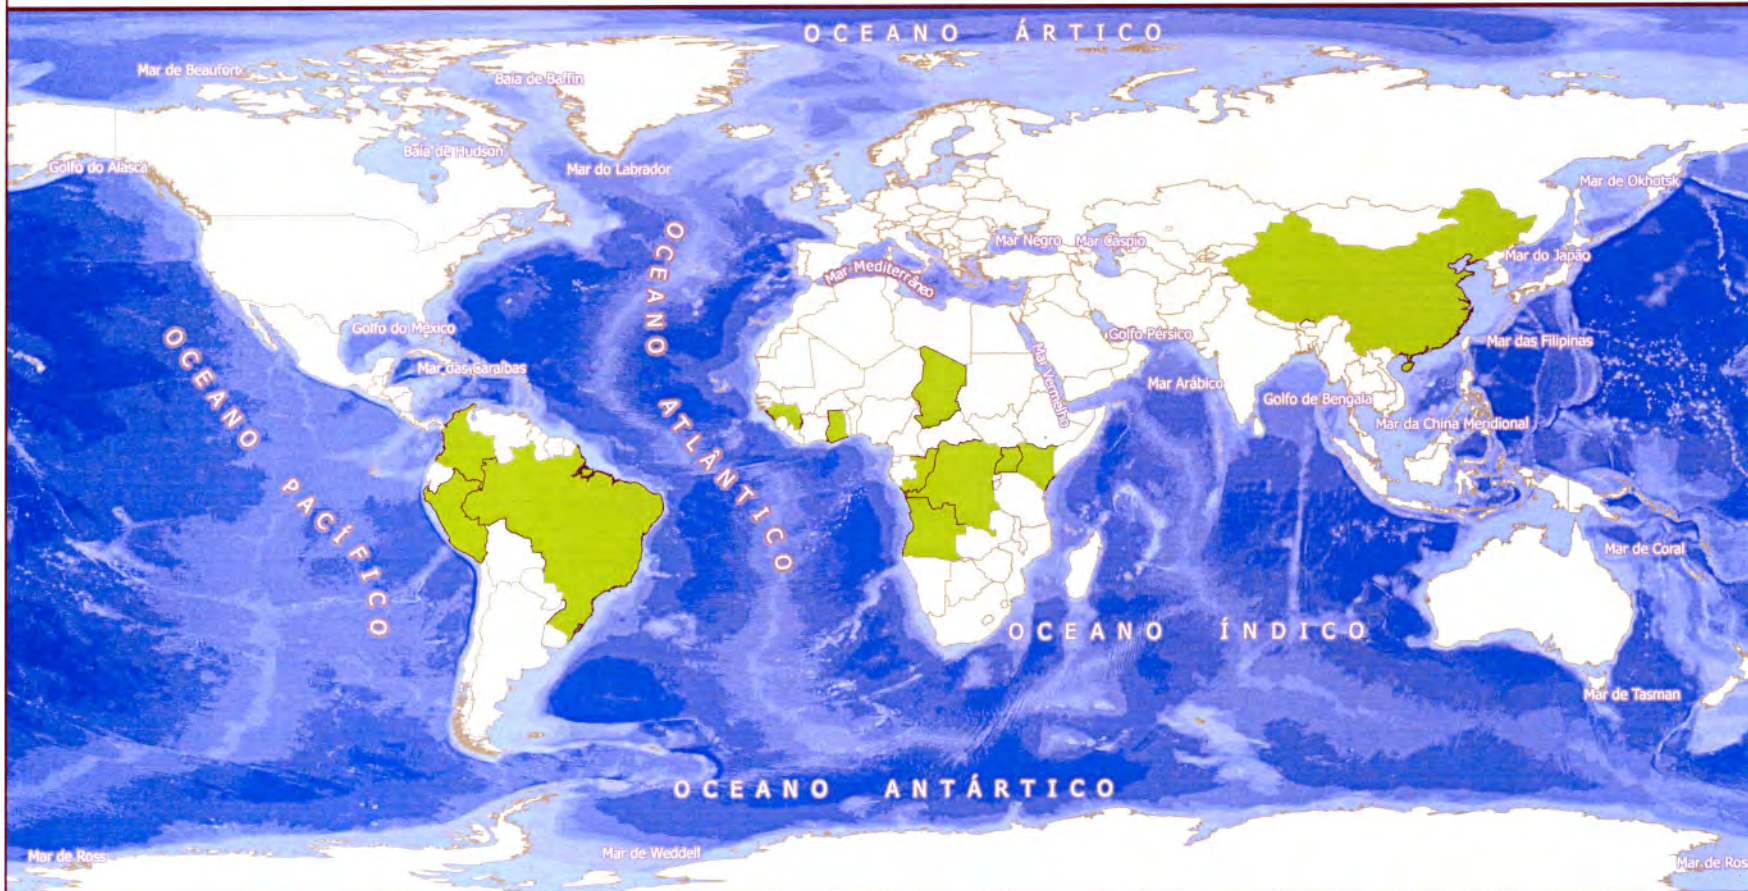 OCEANO ÁRTICO
Mar de Beaufort
Baía de Baffin
Golfo do Alasca
Baía de Hudson
Mar do Labrador
Mar de Okhotsk
Mar Negro
Mar Cáspio
Mar do Japão
Mar Mediterrâneo
OCEANO ATLÂNTICO
Golfo do México
Golfo Pérsico
Mar das Filipinas
OCEANO PACÍFICO
Mar das Caraíbas
Mar Vermelho
Mar Arábico
Golfo de Bengala
Mar da China Meridional
Mar de Coral
OCEANO ÍNDICO
Mar de Tasman
OCEANO ANTÁRTICO
Mar de Ross
Mar de Weddell
Mar de Ros